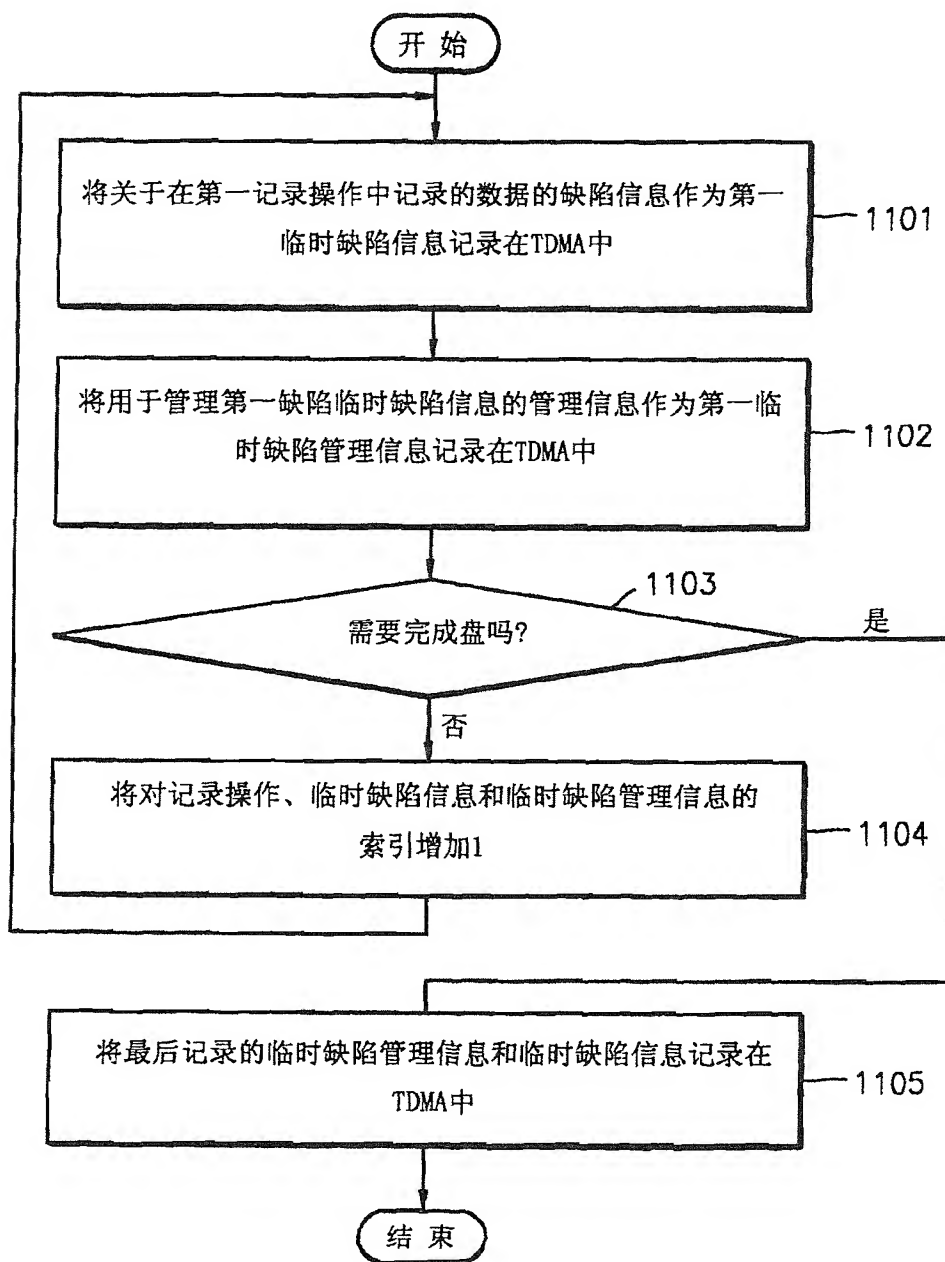 开始
将关于在第一记录操作中记录的数据的缺陷信息作为第一
临时缺陷信息记录在TDMA中
1101
将用于管理第一缺陷临时缺陷信息的管理信息作为第一临
时缺陷管理信息记录在TDMA中
1102
1103
需要完成盘吗?
是
否
将对记录操作、临时缺陷信息和临时缺陷管理信息的
索引增加1
1104
将最后记录的临时缺陷管理信息和临时缺陷信息记录在
TDMA中
1105
结束